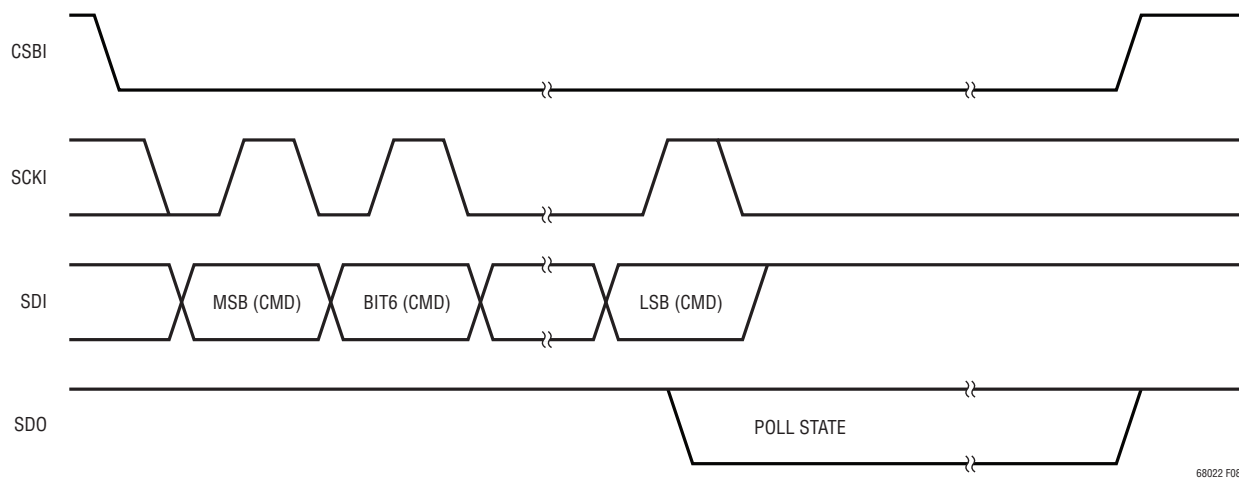 CSBI
SCKI
SDI
MSB (CMD)
BIT6 (CMD)
LSB (CMD)
SDO
POLL STATE
68022 F08